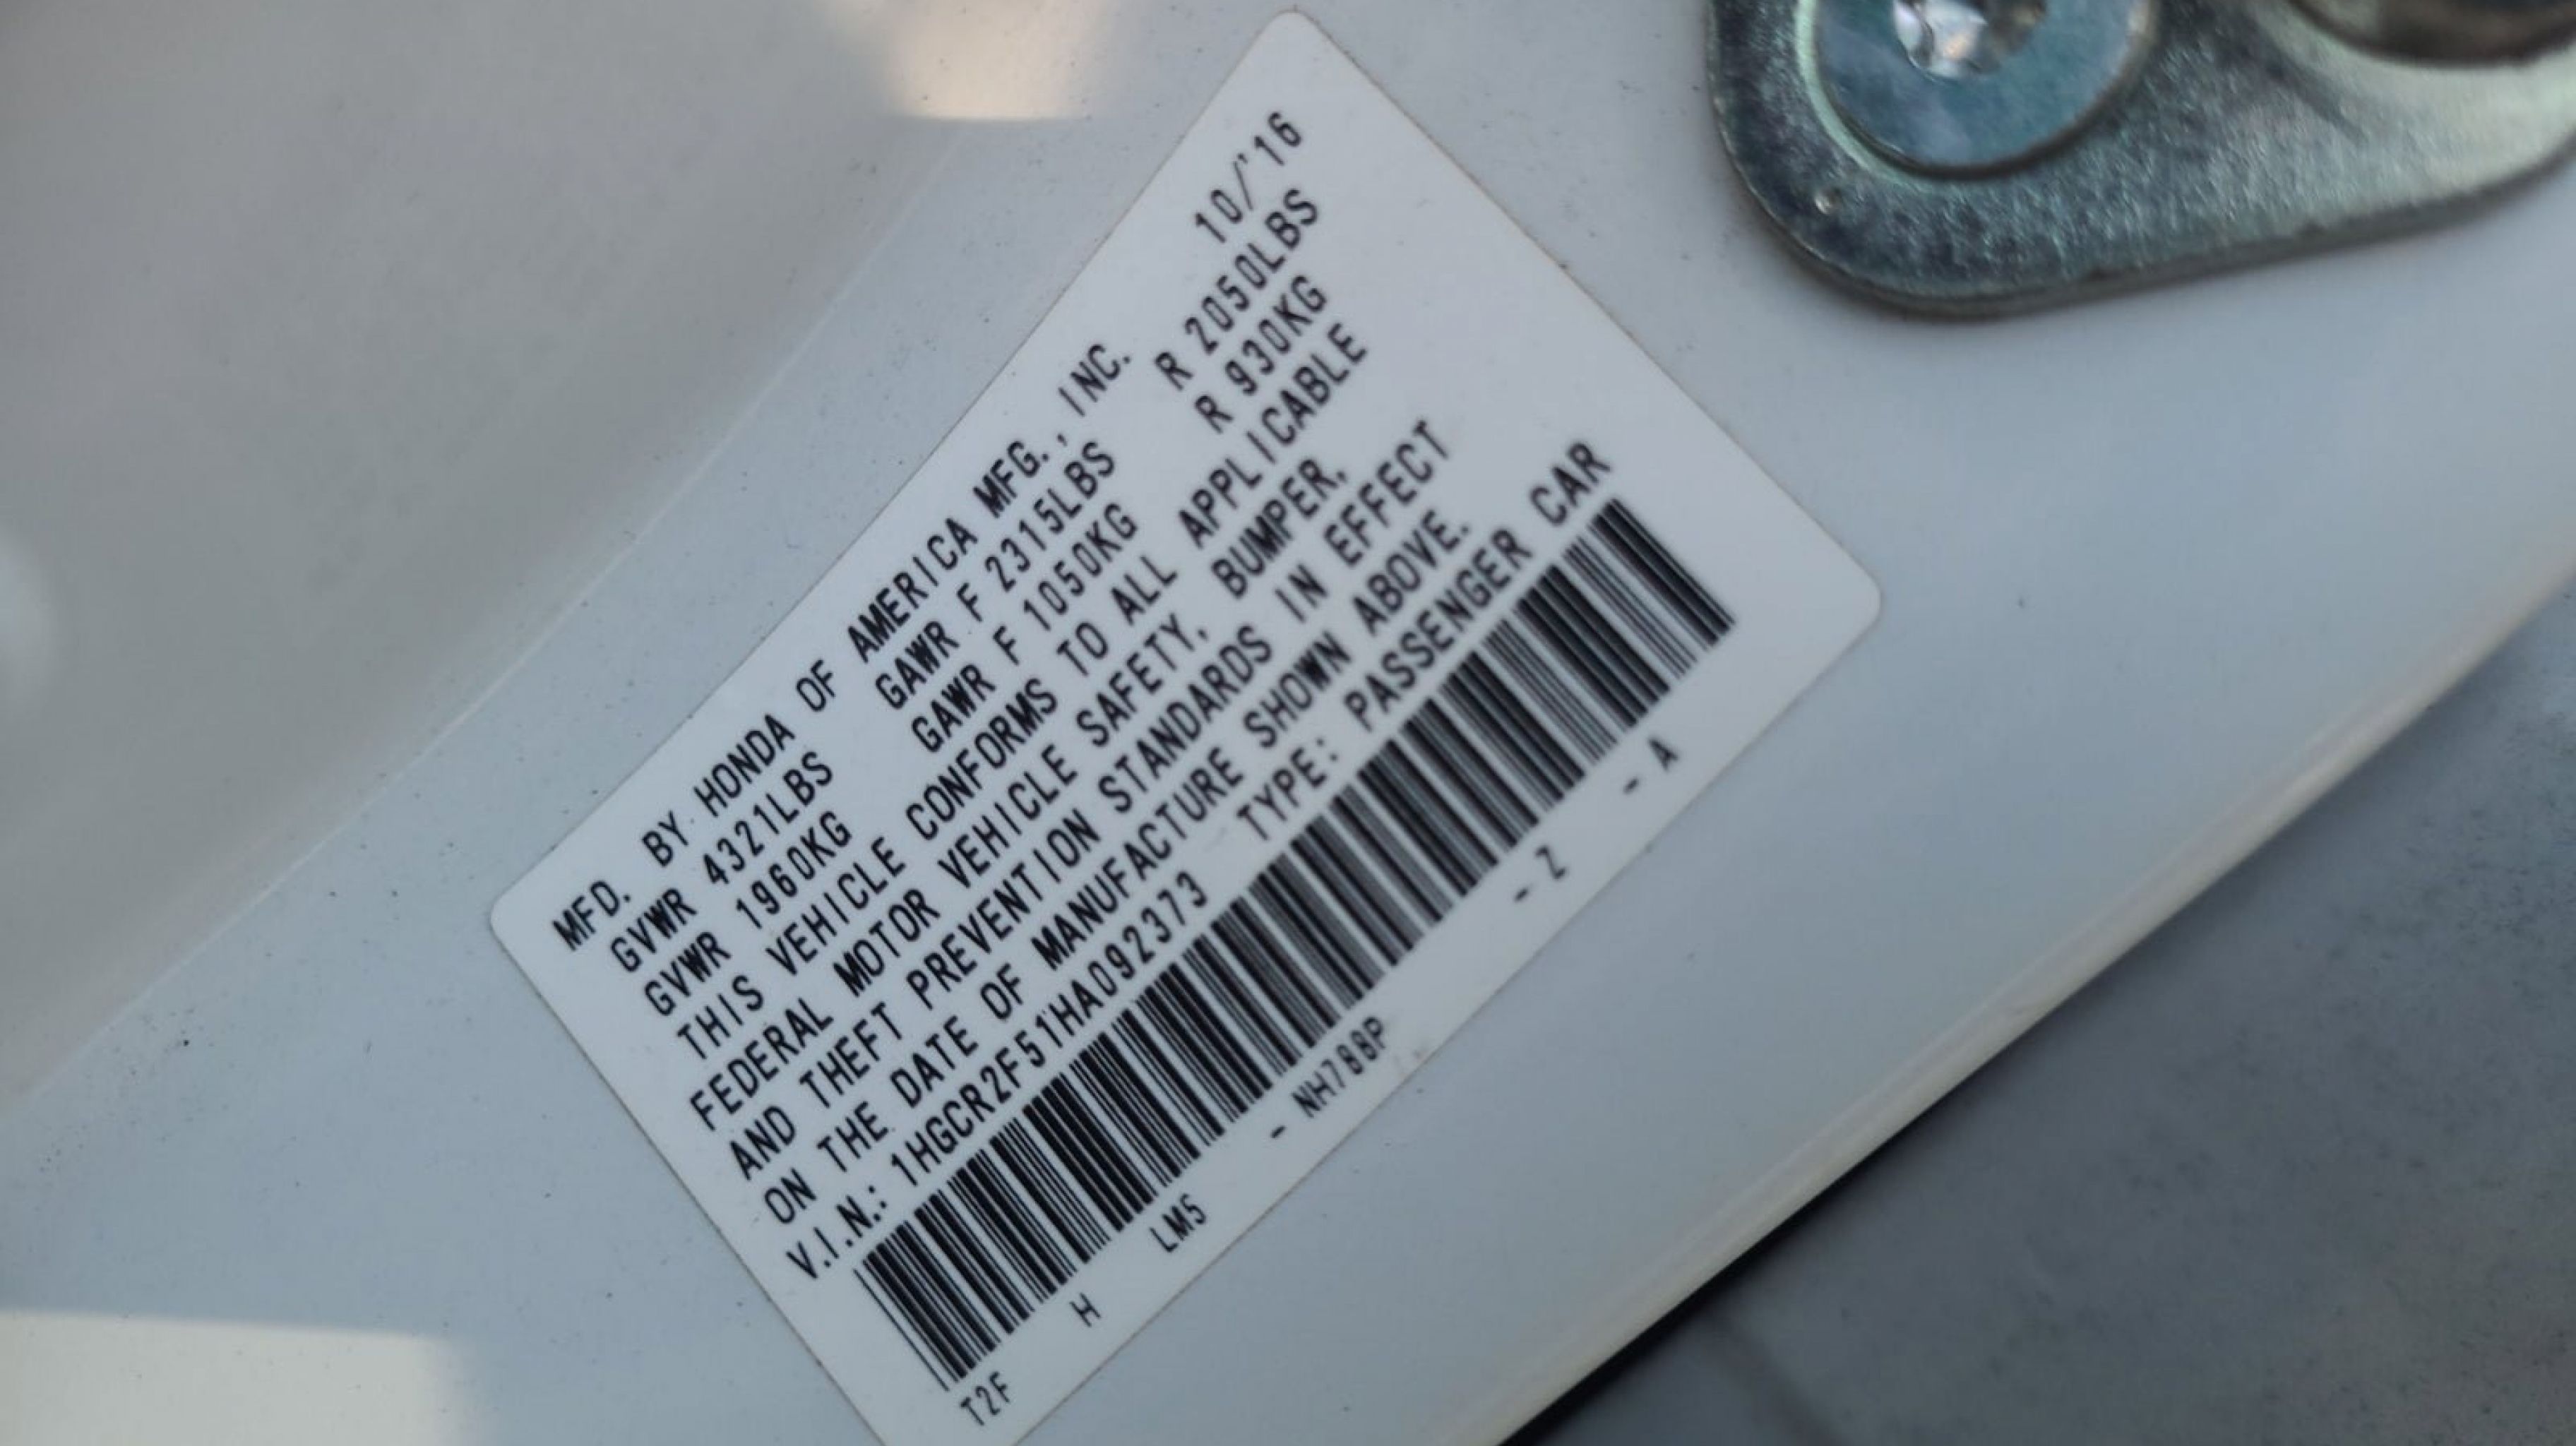 MFD. BY HONDA OF AMERICA MFG., INC. 10/'16
GVWR 4321LBS GAWR F 2315LBS R 2050LBS
GVWR 1960KG GAWR F 1050KG R 930KG
THIS VEHICLE CONFORMS TO ALL APPLICABLE
FEDERAL MOTOR VEHICLE SAFETY, BUMPER,
AND THEFT PREVENTION STANDARDS IN EFFECT
ON THE DATE OF MANUFACTURE SHOWN ABOVE.
V.I.N.: 1HGCR2F51HA092373 TYPE: PASSENGER CAR
T2F H LM5 - NH788P - Z - A